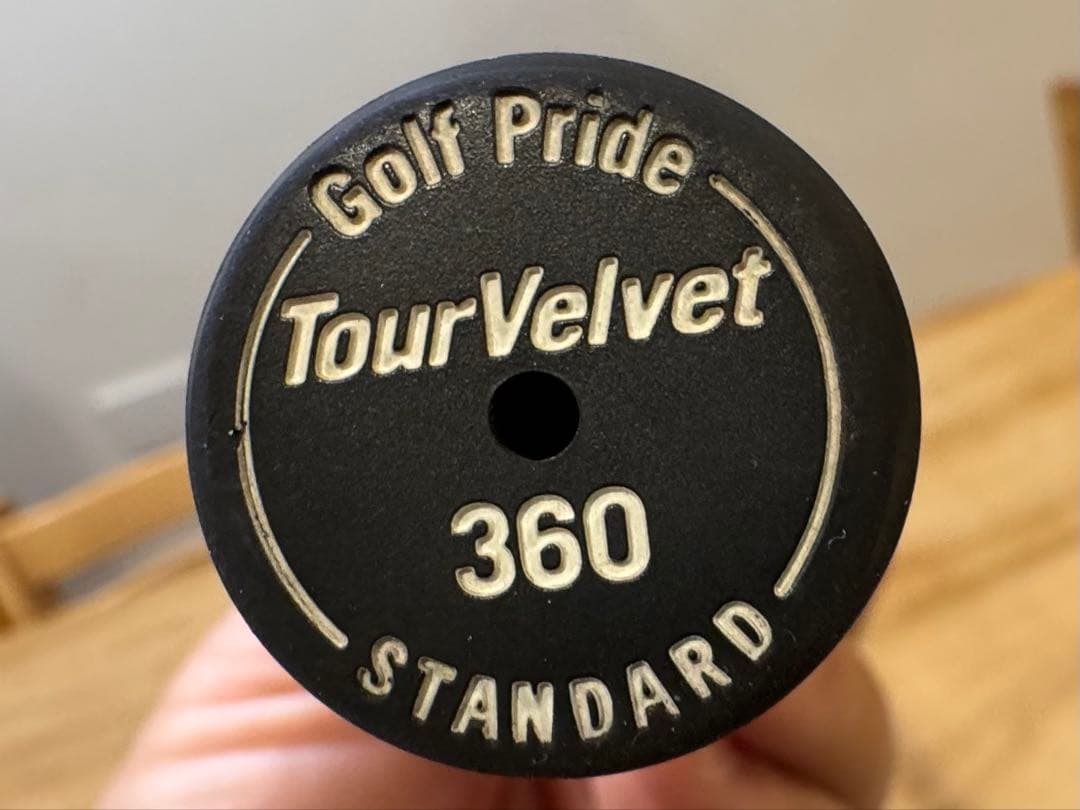 Golf Pride
TourVelvet
360
STANDARD